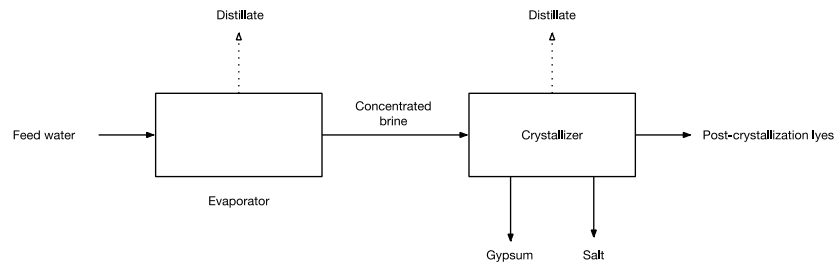 Distillate
Distillate
Feed water
Concentrated
brine
Crystallizer
Post-crystallization lyes
Evaporator
Gypsum
Salt